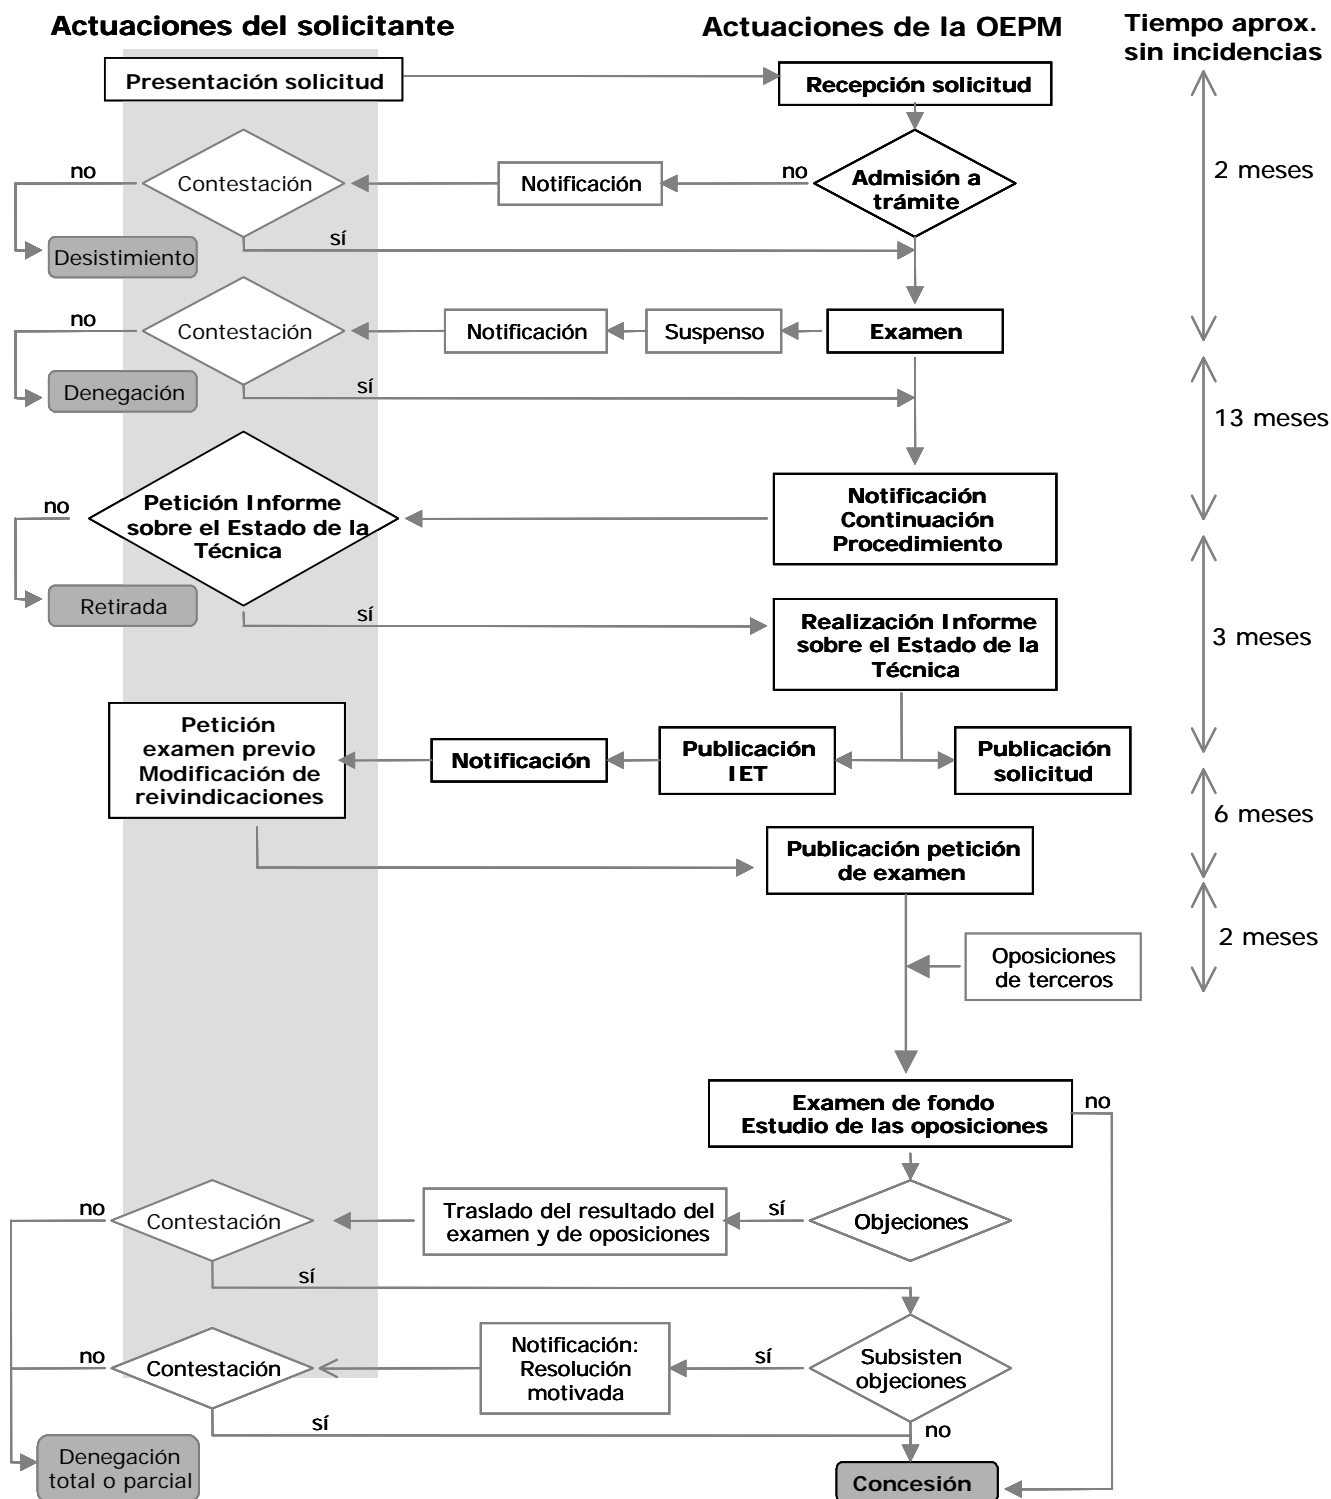 Actuaciones del solicitante
Actuaciones de la OEPM
Tiempo aprox.
sin incidencias
Presentación solicitud
Recepción solicitud
no
Contestación
Notificación
no
Admisión a
trámite
2 meses
sí
Desistimiento
no
Contestación
Notificación
Suspenso
Examen
Denegación
sí
13 meses
no
Petición Informe
sobre el Estado de la
Técnica
Notificación
Continuación
Procedimiento
Retirada
sí
Realización Informe
sobre el Estado de la
Técnica
3 meses
Petición
examen previo
Modificación de
reivindicaciones
Notificación
Publicación
IET
Publicación
solicitud
6 meses
Publicación petición
de examen
2 meses
Oposiciones
de terceros
Examen de fondo
Estudio de las oposiciones
no
no
Contestación
Traslado del resultado del
examen y de oposiciones
sí
Objeciones
sí
no
Contestación
Notificación:
Resolución
motivada
sí
Subsisten
objeciones
sí
no
Denegación
total o parcial
Concesión